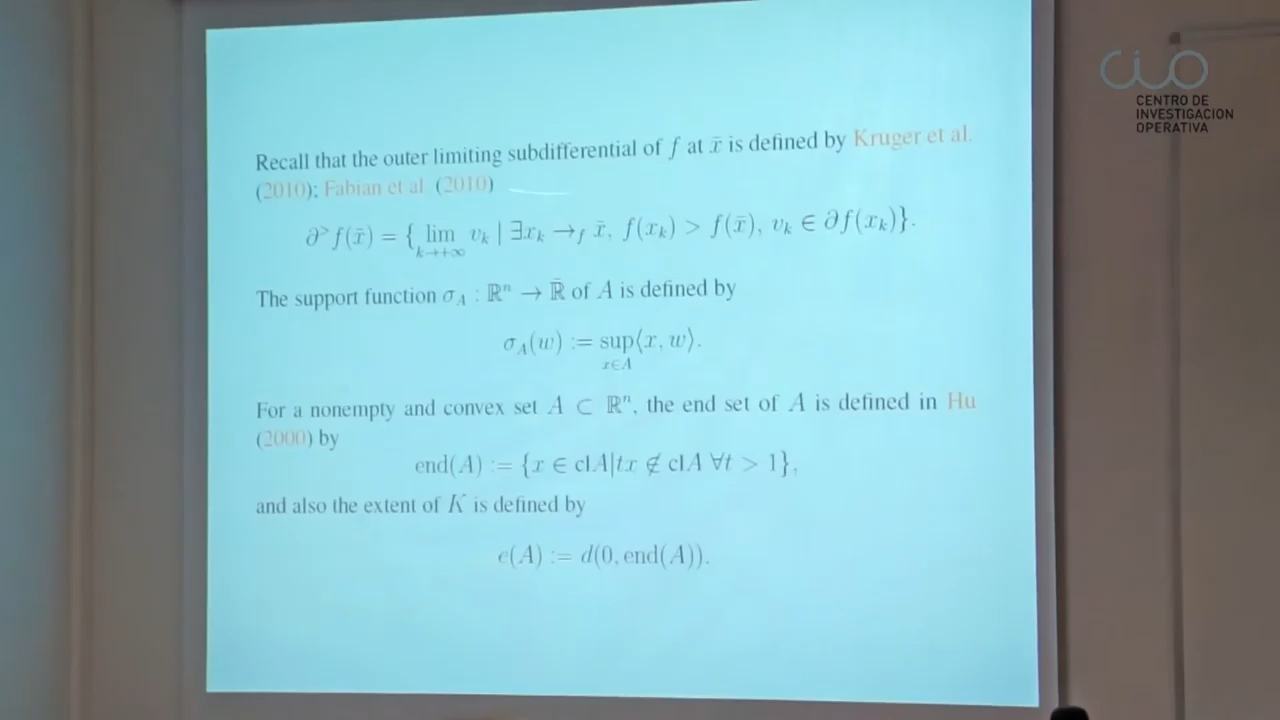 Recall that the outer limiting subdifferential of f at x̄ is defined by Kruger et al.
(2010); Fabian et al. (2010)
∂^> f(x̄) = { lim_{k→+∞} v_k | ∃x_k →_f x̄, f(x_k) > f(x̄), v_k ∈ ∂f(x_k)}.
The support function σ_A : ℝⁿ → ℝ̄ of A is defined by
σ_A(w) := sup_{x∈A}⟨x, w⟩.
For a nonempty and convex set A ⊂ ℝⁿ, the end set of A is defined in Hu
(2000) by
end(A) := {x ∈ clA|tx ∉ clA ∀t > 1},
and also the extent of K is defined by
e(A) := d(0, end(A)).
CIO
CENTRO DE
INVESTIGACION
OPERATIVA